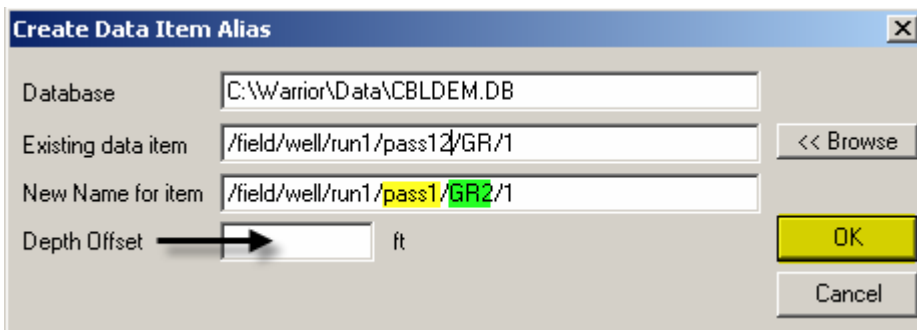 Create Data Item Alias
Database C:\Warrior\Data\CBLDEM.DB
Existing data item /field/well/run1/pass12/GR/1 << Browse
New Name for item /field/well/run1/pass1/GR2/1
Depth Offset ft OK
Cancel